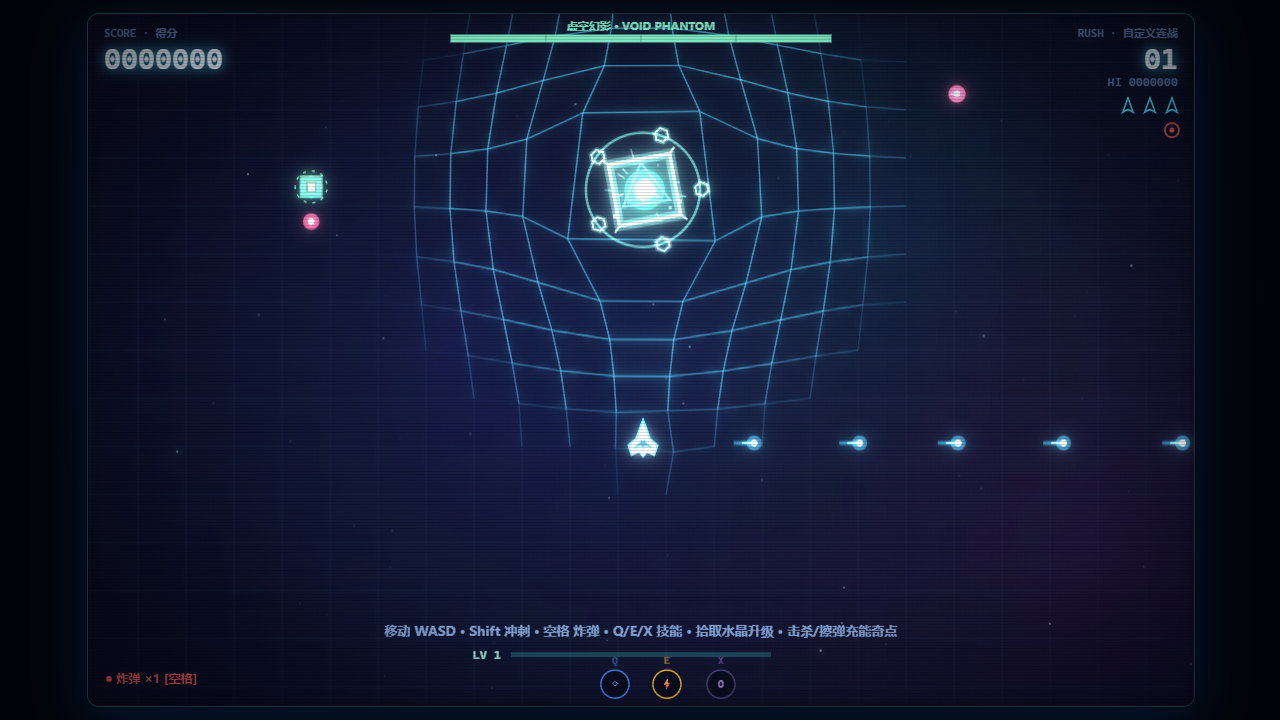 虚空幻影 • VOID PHANTOM
SCORE · 得分
0000000
RUSH · 自定义连战
01
HI 0000000
移动 WASD • Shift 冲刺 • 空格 炸弹 • Q/E/X 技能 • 拾取水晶升级 • 击杀/擦弹充能奇点
LV 1
Q E X
0
炸弹 ×1 [空格]